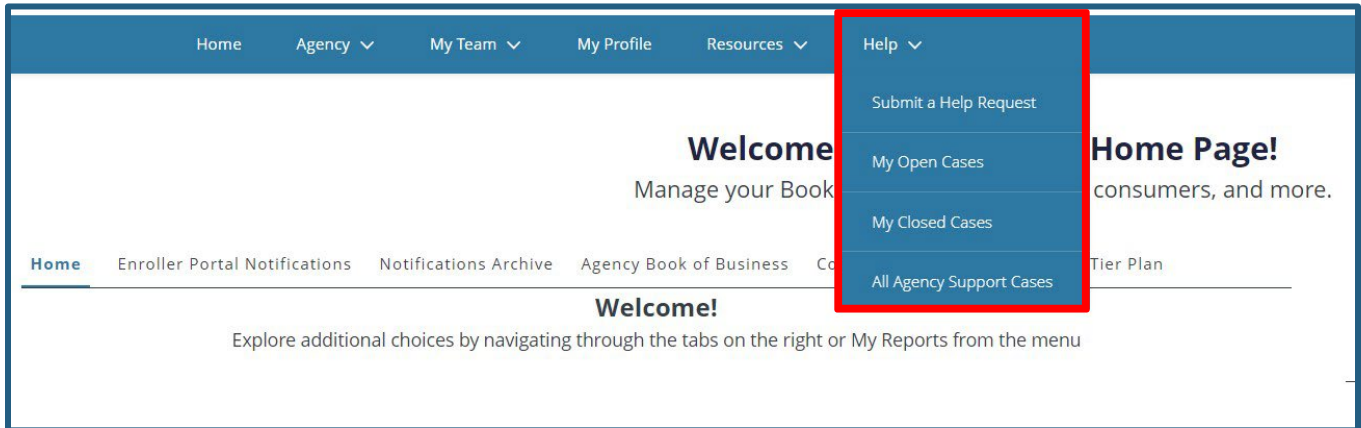 Home Agency My Team My Profile Resources Help
Submit a Help Request
Welcome Home Page!
My Open Cases
Manage your Book consumers, and more.
My Closed Cases
Home Enroller Portal Notifications Notifications Archive Agency Book of Business Tier Plan
All Agency Support Cases
Welcome!
Explore additional choices by navigating through the tabs on the right or My Reports from the menu